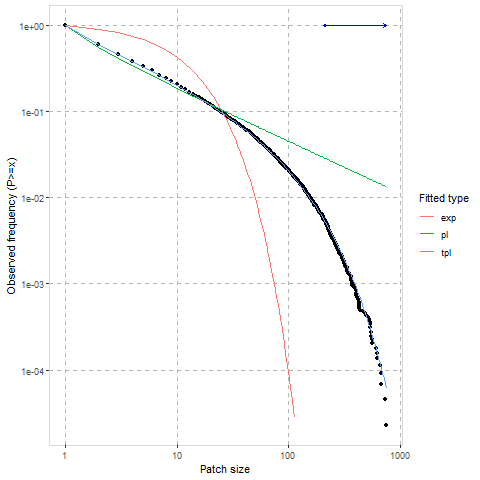 1e+00
1e-01
1e-02
1e-03
1e-04
Observed frequency (P>=x)
1
10
100
1000
Patch size
Fitted type
exp
pl
tpl